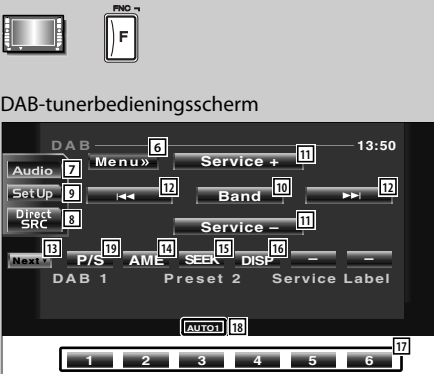 FNC
F
DAB-tunerbedieningsscherm
DAB 6 13:50
Audio 7 Menu» Service + 11
SetUp 9 12 Band 10 12
Direct SRC 8 Service – 11
13 19 14 15 16
Next P/S AME SEEK DISP – –
DAB 1 Preset 2 Service Label
AUTO1 18
17
1 2 3 4 5 6